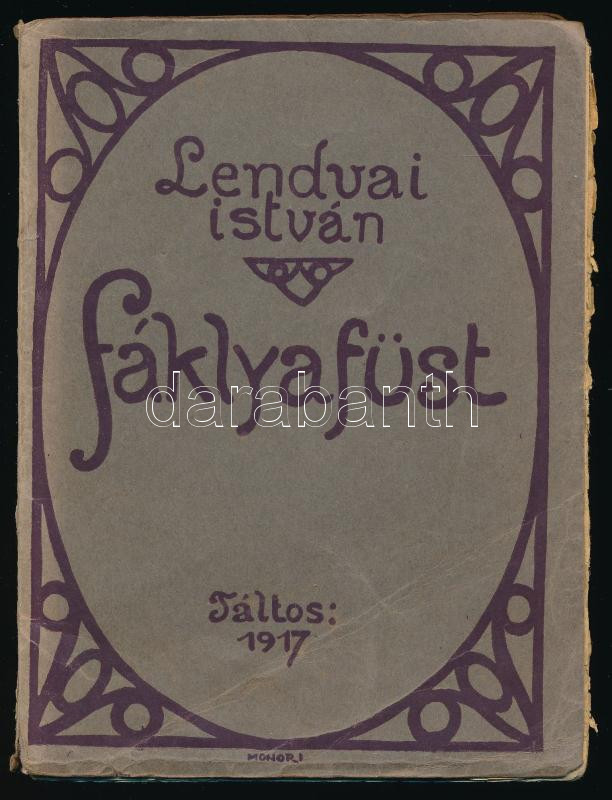 Lendvai
istván
fáklyafüst
darabanth
Táltos:
1917
MONORI